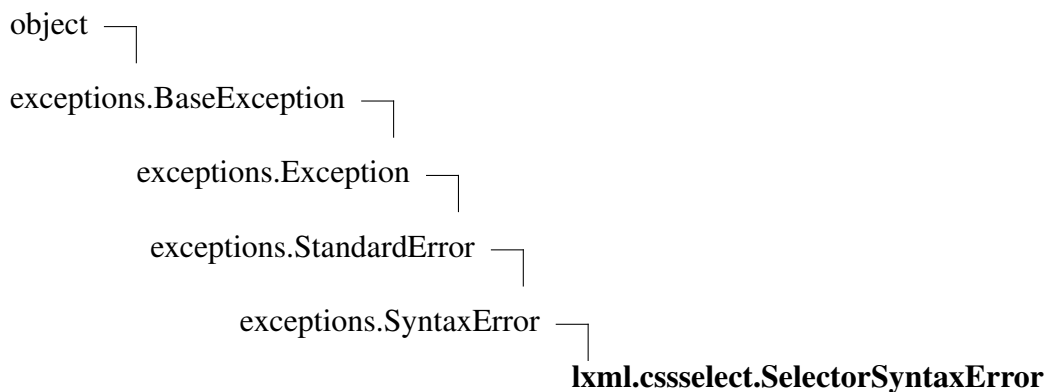 object
exceptions.BaseException
exceptions.Exception
exceptions.StandardError
exceptions.SyntaxError
lxml.cssselect.SelectorSyntaxError